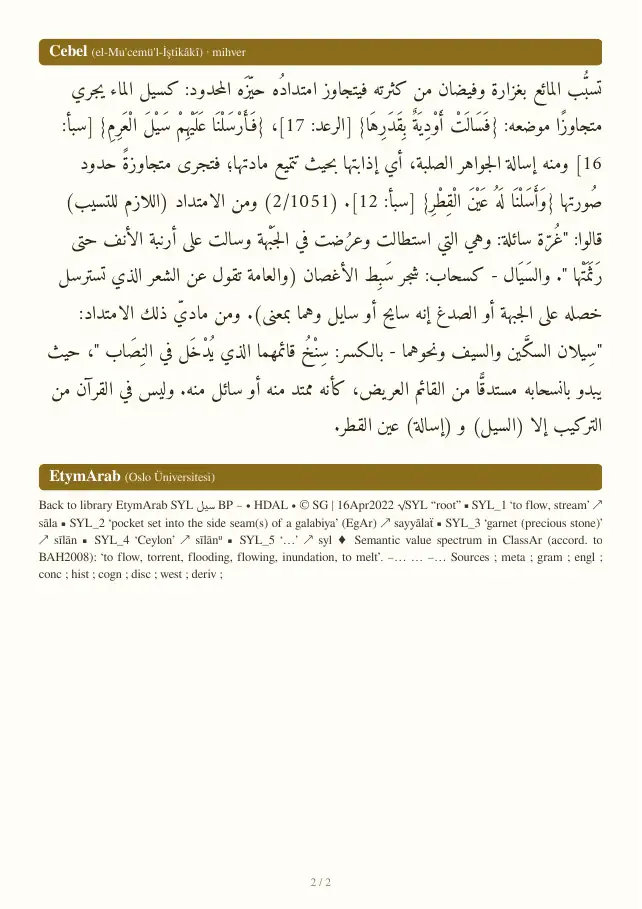 Cebel (el-Mu'cemü'l-İştikâkî) · mihver
تسبُّب المائع بغزارة وفيضان من كثرته فيتجاوز امتدادُه حيّزَه المحدود: كسيل الماء يجري
متجاوزًا موضعه: {فَسَالَتْ أَوْدِيَةٌ بِقَدَرِهَا} [الرعد: 17]، {فَأَرْسَلْنَا عَلَيْهِمْ سَيْلَ الْعَرِمِ} [سبأ:
16] ومنه إسالة الجواهر الصلبة، أي إذابتها بحيث تَتَميع مادتها؛ فتجرى متجاوزةً حدود
صُورتها {وَأَسَلْنَا لَهُ عَيْنَ الْقِطْرِ} [سبأ: 12]. (2/1051) ومن الامتداد (اللازم للتسيب)
قالوا: "غُرّة سائلة: وهي التي استطالت وعرُضت في الجَبْهة وسالت على أرنبة الأنف حتى
رَثَمَتْها ". والسَيَال - كسحاب: شجر سَبِط الأغصان (والعامة تقول عن الشعر الذي تسترسل
خصله على الجبهة أو الصدغ إنه سايح أو سايل وهما بمعنى). ومن ماديّ ذلك الامتداد:
"سِيلان السكَّين والسيف ونحوهما - بالكسر: سِنْخُ قائمهما الذي يُدْخَل في النِصَاب "، حيث
يبدو بانسحابه مستدقًّا من القائم العريض، كأنه ممتد منه أو سائل منه. وليس في القرآن من
التركيب إلا (السيل) و (إسالة) عين القطر.
EtymArab (Oslo Üniversitesi)
Back to library EtymArab SYL سيل BP – • HDAL • © SG | 16Apr2022 √SYL “root” ▪ SYL_1 ‘to flow, stream’ ↗
sāla ▪ SYL_2 ‘pocket set into the side seam(s) of a galabiya’ (EgAr) ↗ sayyālaẗ ▪ SYL_3 ‘garnet (precious stone)’
↗ sīlān ▪ SYL_4 ‘Ceylon’ ↗ sīlānᵘ ▪ SYL_5 ‘…’ ↗ syl ♦ Semantic value spectrum in ClassAr (accord. to
BAH2008): ‘to flow, torrent, flooding, flowing, inundation, to melt’. –… … –… Sources ; meta ; gram ; engl ;
conc ; hist ; cogn ; disc ; west ; deriv ;
2 / 2